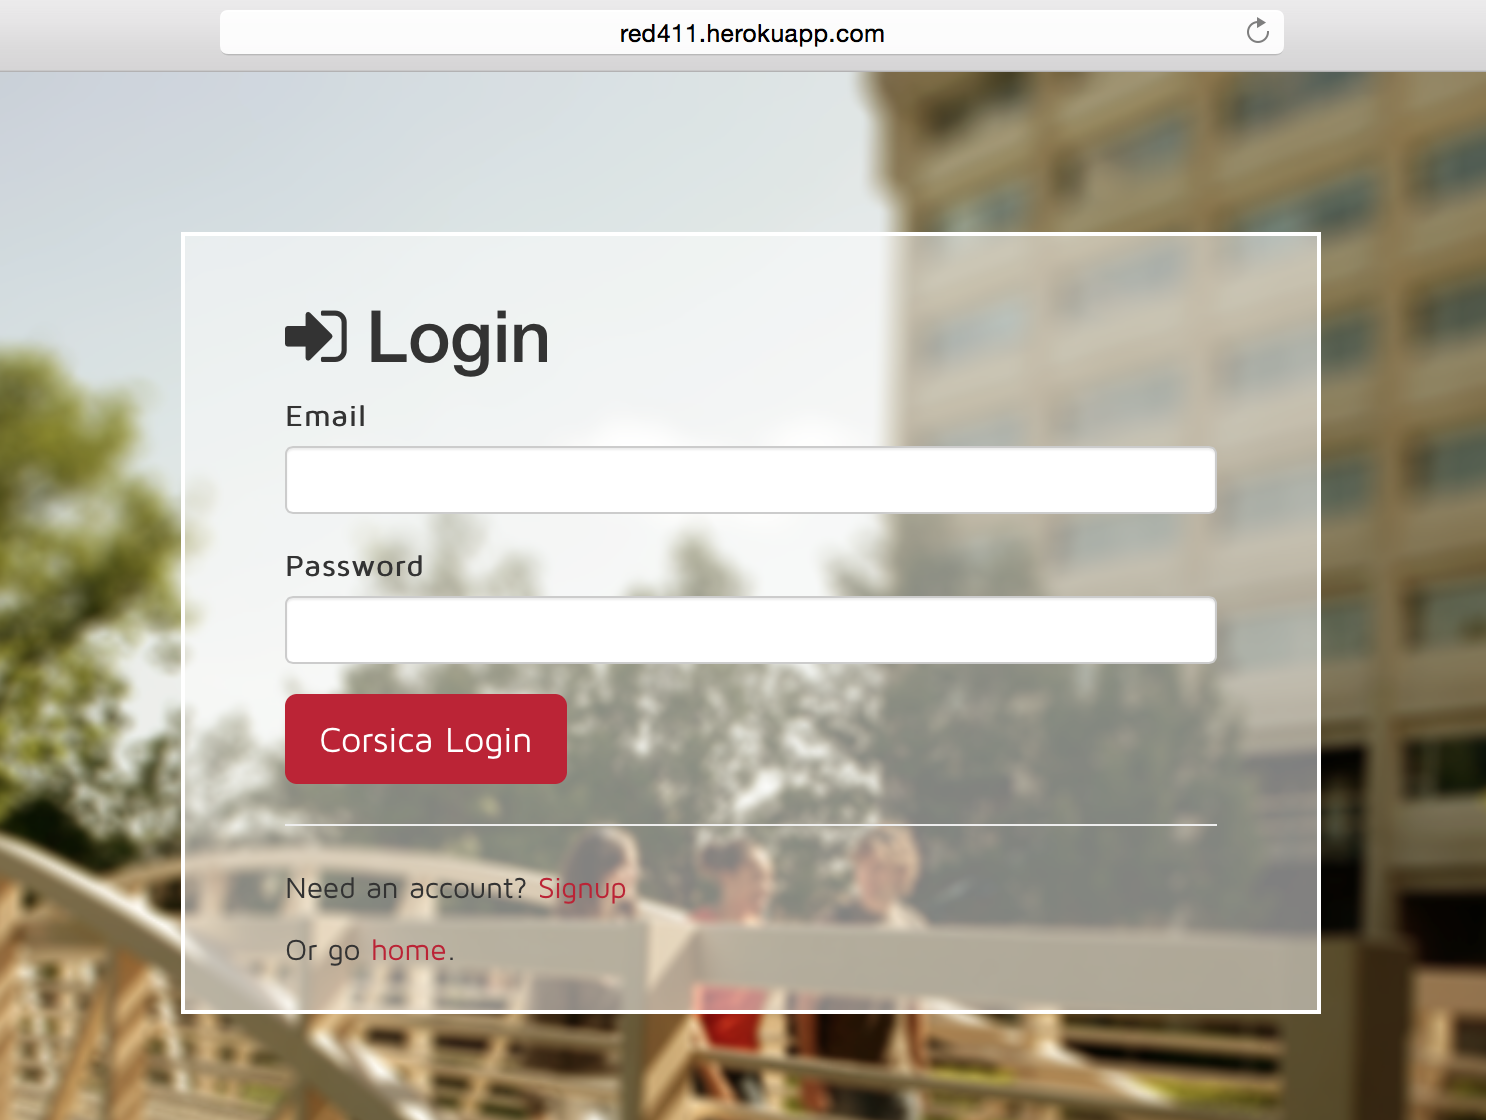 red411.herokuapp.com
Login
Email
Password
Corsica Login
Need an account? Signup
Or go home.